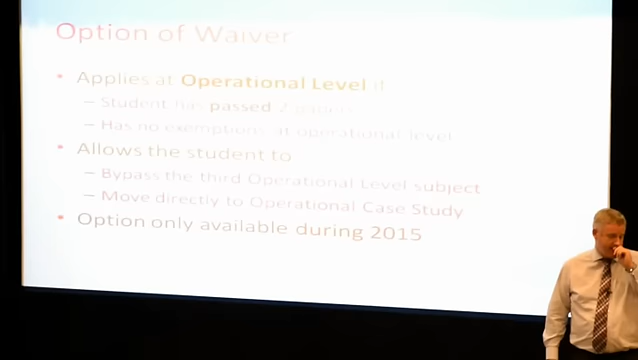 Option of Waiver
• Applies at Operational Level if
– Student has passed 2 papers
– Has no exemptions at operational level
• Allows the student to
– Bypass the third Operational Level subject
– Move directly to Operational Case Study
• Option only available during 2015